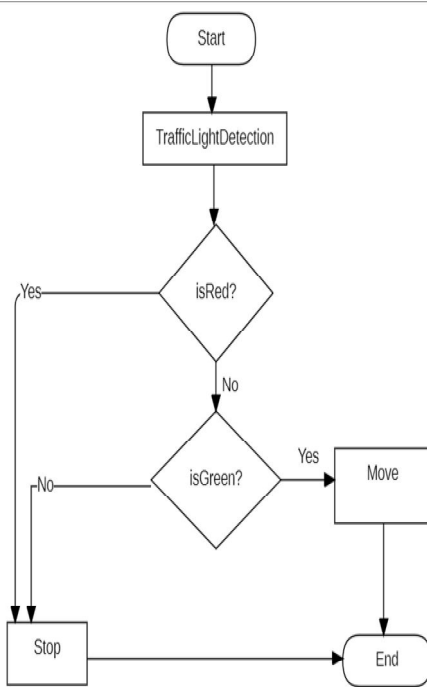 Start
TrafficLightDetection
isRed?
Yes
No
isGreen?
Yes
Move
No
Stop
End